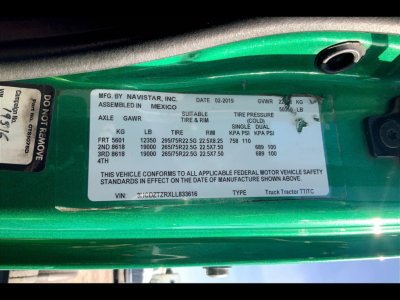 MFG. BY NAVISTAR, INC. DATE 02-2019 GVWR KG
ASSEMBLED IN MEXICO LB
SUITABLE TIRE PRESSURE
AXLE GAWR TIRE & RIM (COLD)
KG LB SINGLE DUAL
KPA PSI KPA PSI
FRT 5601 12350 295/75R22.5G 22.5X8.25 758 110
2ND 8618 19000 265/75R22.5G 22.5X7.50 689 100
3RD 8618 19000 265/75R22.5G 22.5X7.50 689 100
4TH
THIS VEHICLE CONFORMS TO ALL APPLICABLE FEDERAL MOTOR VEHICLE SAFETY
STANDARDS IN EFFECT ON THE DATE OF MANUFACTURE SHOWN ABOVE.
VIN: TYPE: Truck Tractor
DO NOT REMOVE